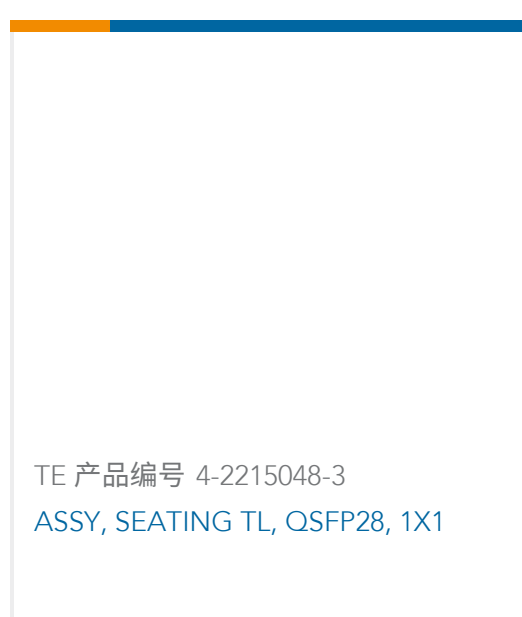 TE 产品编号 4-2215048-3
ASSY, SEATING TL, QSFP28, 1X1